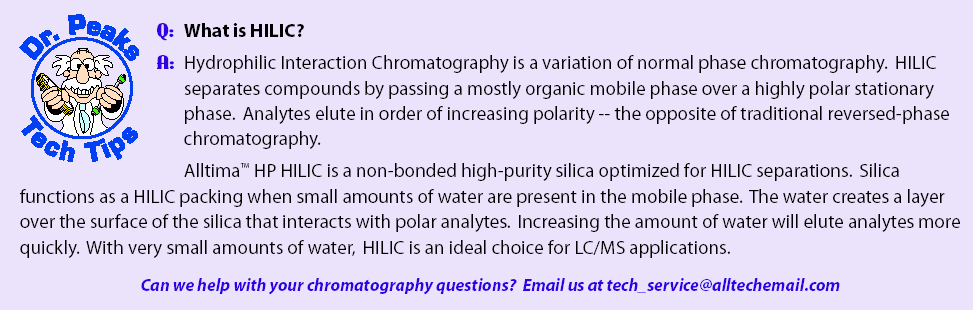 Dr. Peaks
Tech Tips
Q: What is HILIC?
A: Hydrophilic Interaction Chromatography is a variation of normal phase chromatography. HILIC
separates compounds by passing a mostly organic mobile phase over a highly polar stationary
phase. Analytes elute in order of increasing polarity -- the opposite of traditional reversed-phase
chromatography.
Alltima™ HP HILIC is a non-bonded high-purity silica optimized for HILIC separations. Silica
functions as a HILIC packing when small amounts of water are present in the mobile phase. The water creates a layer
over the surface of the silica that interacts with polar analytes. Increasing the amount of water will elute analytes more
quickly. With very small amounts of water, HILIC is an ideal choice for LC/MS applications.
Can we help with your chromatography questions? Email us at tech_service@alltechemail.com